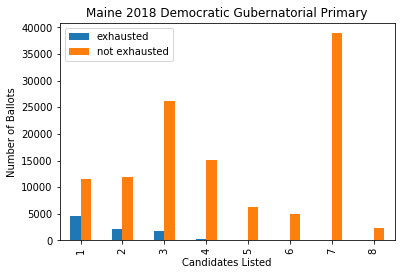 Maine 2018 Democratic Gubernatorial Primary
exhausted
not exhausted
Number of Ballots
40000
35000
30000
25000
20000
15000
10000
5000
0
1 2 3 4 5 6 7 8
Candidates Listed